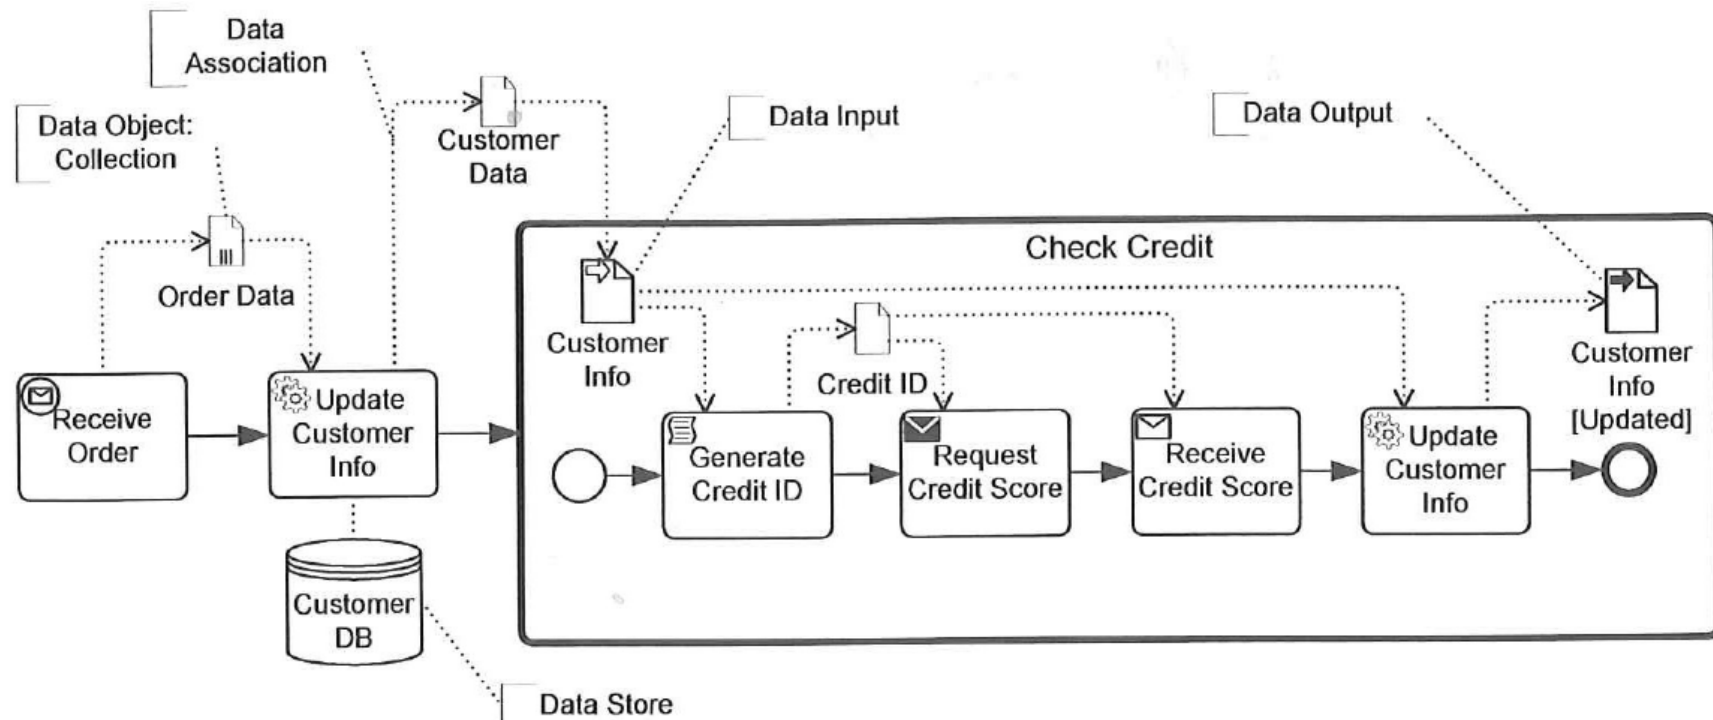 Data
Association
Data Object:
Collection
Customer
Data
Data Input
Data Output
Order Data
Check Credit
Customer
Info
Credit ID
Customer
Info
[Updated]
Receive
Order
Update
Customer
Info
Generate
Credit ID
Request
Credit Score
Receive
Credit Score
Update
Customer
Info
Customer
DB
Data Store